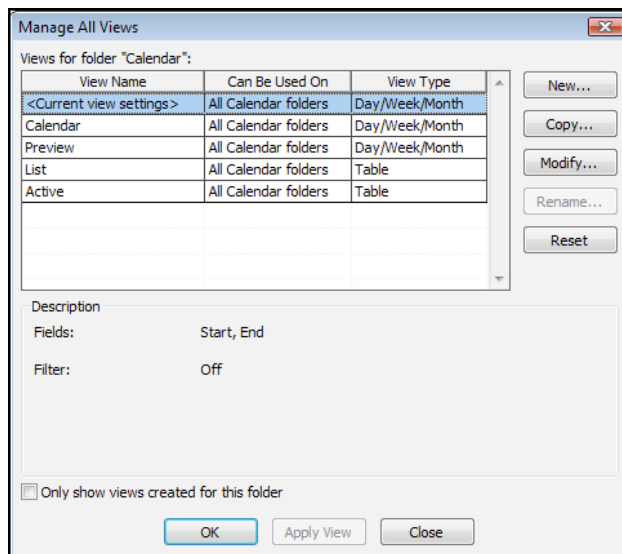 Manage All Views
Views for folder "Calendar":
View Name Can Be Used On View Type
<Current view settings> All Calendar folders Day/Week/Month
Calendar All Calendar folders Day/Week/Month
Preview All Calendar folders Day/Week/Month
List All Calendar folders Table
Active All Calendar folders Table
New...
Copy...
Modify...
Rename...
Reset
Description
Fields: Start, End
Filter: Off
Only show views created for this folder
OK Apply View Close